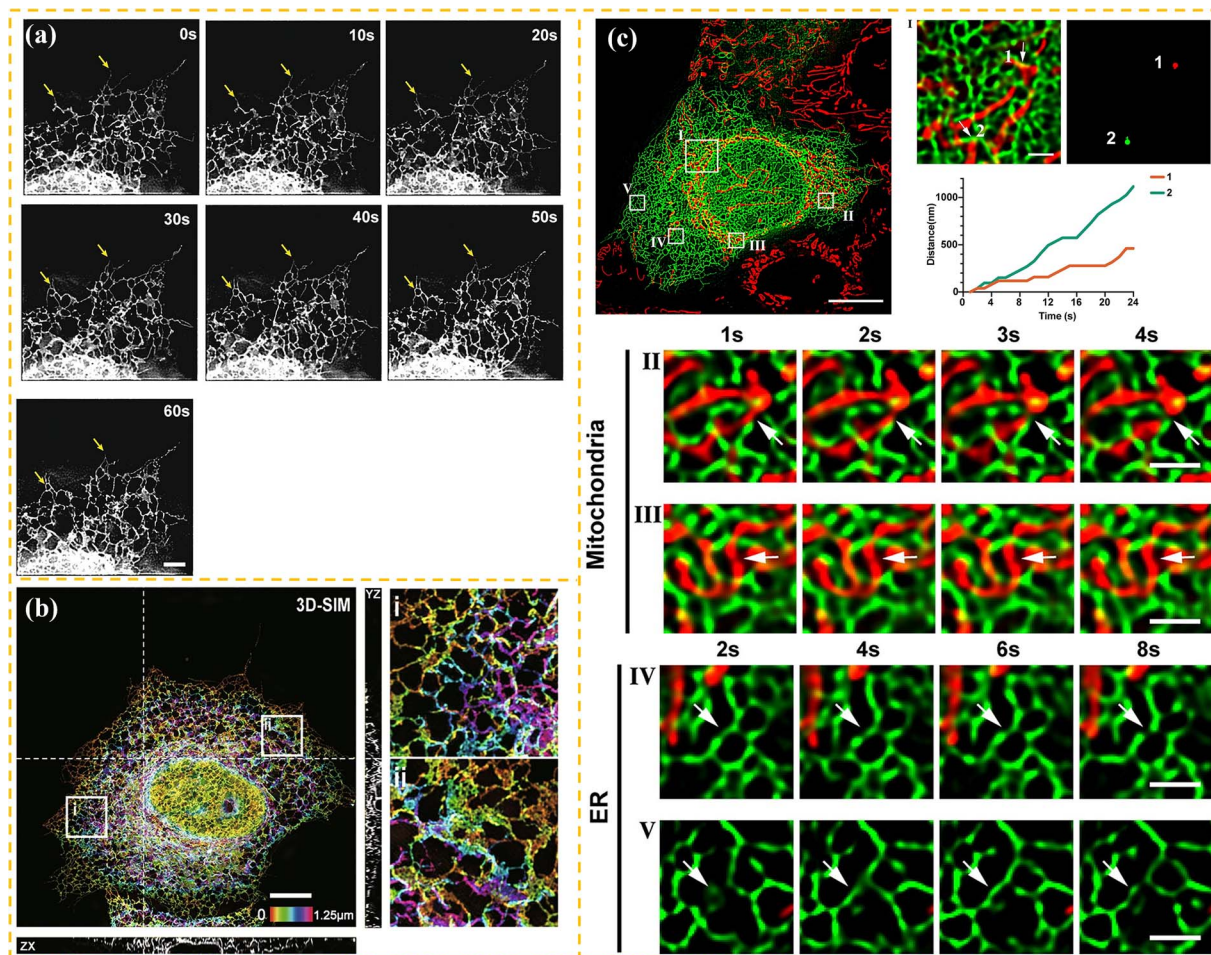 (a)
0s
10s
20s
30s
40s
50s
60s
(b)
3D-SIM
YZ
i
ii
i
ii
0
1.25μm
ZX
(c)
I
V
II
IV
III
I
1
2
1
2
1
2
Distance(nm)
1000
500
0
0 4 8 12 16 20 24
Time (s)
1s 2s 3s 4s
Mitochondria
II
III
2s 4s 6s 8s
ER
IV
V